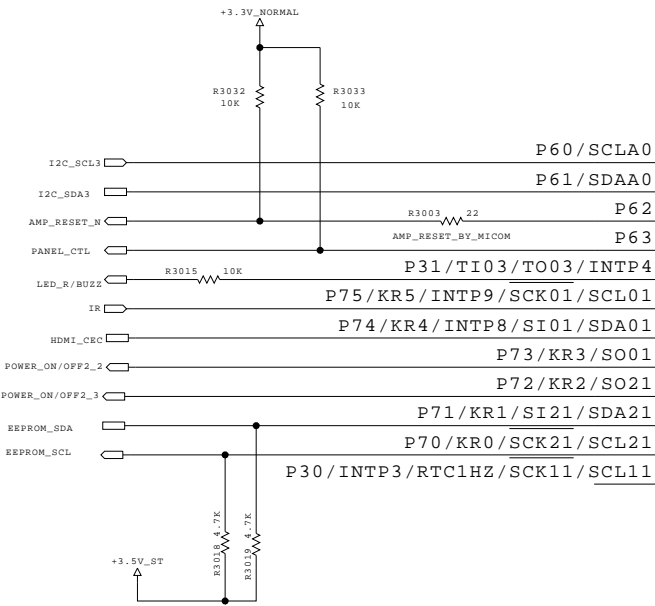 +3.3V_NORMAL
R3032
10K
R3033
10K
P60/SCLA0
I2C_SCL3
P61/SDAA0
I2C_SDA3
R3003 22
P62
AMP_RESET_N
AMP_RESET_BY_MICOM
P63
PANEL_CTL
R3015 10K
P31/TI03/TO03/INTP4
LED_R/BUZZ
P75/KR5/INTP9/SCK01/SCL01
IR
P74/KR4/INTP8/SI01/SDA01
HDMI_CEC
P73/KR3/SO01
POWER_ON/OFF2_2
P72/KR2/SO21
POWER_ON/OFF2_3
P71/KR1/SI21/SDA21
EEPROM_SDA
P70/KR0/SCK21/SCL21
EEPROM_SCL
P30/INTP3/RTC1HZ/SCK11/SCL11
R3018 4.7K
R3019 4.7K
+3.5V_ST